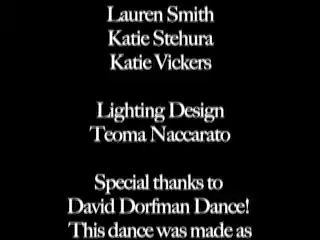 Lauren Smith
Katie Stehura
Katie Vickers
Lighting Design
Teoma Naccarato
Special thanks to
David Dorfman Dance!
This dance was made as